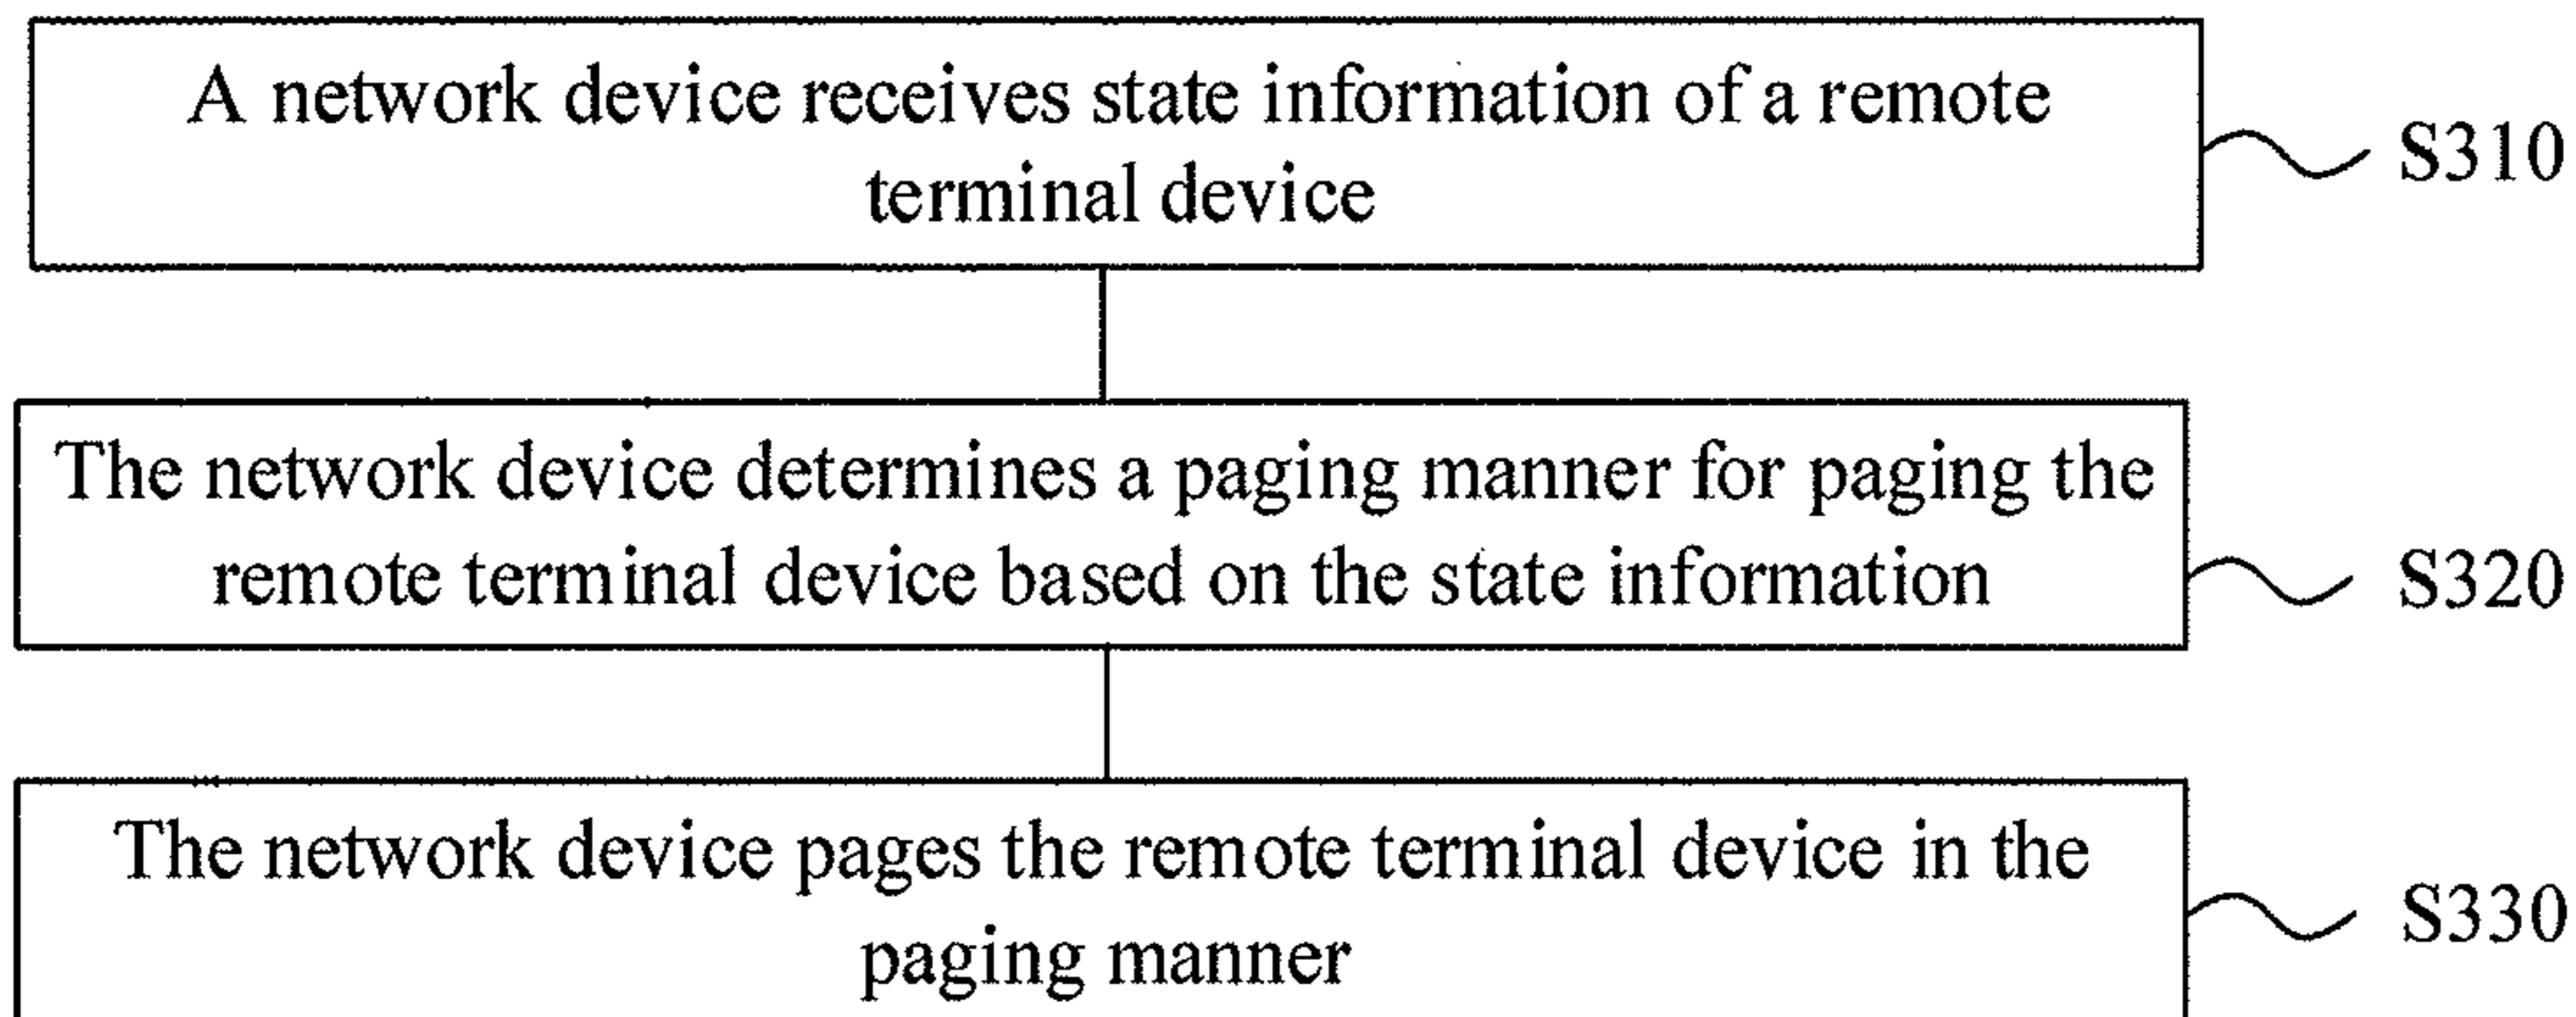 A network device receives state information of a remote
terminal device
S310
The network device determines a paging manner for paging the
remote terminal device based on the state information
S320
The network device pages the remote terminal device in the
paging manner
S330